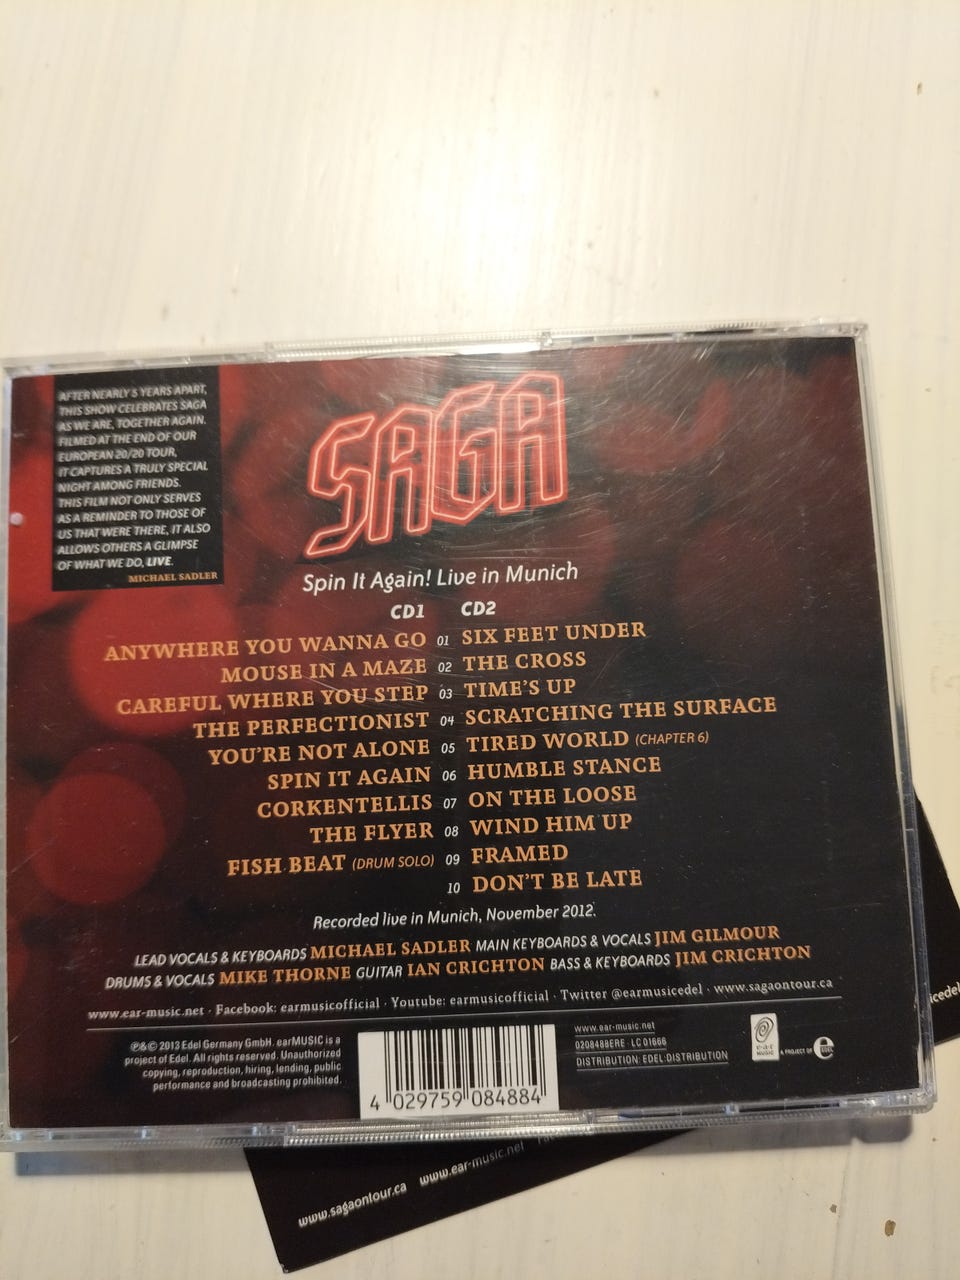 AFTER NEARLY 5 YEARS APART,
THIS SHOW CELEBRATES SAGA
AS WE ARE, TOGETHER AGAIN.
FILMED AT THE END OF OUR
EUROPEAN 20/20 TOUR,
IT CAPTURES A TRULY SPECIAL
NIGHT AMONG FRIENDS.
THIS FILM NOT ONLY SERVES
AS A REMINDER TO THOSE OF
US THAT WERE THERE, IT ALSO
ALLOWS OTHERS A GLIMPSE
OF WHAT WE DO, LIVE.
MICHAEL SADLER
SAGA
Spin It Again! Live in Munich
CD1 CD2
ANYWHERE YOU WANNA GO 01 SIX FEET UNDER
MOUSE IN A MAZE 02 THE CROSS
CAREFUL WHERE YOU STEP 03 TIME'S UP
THE PERFECTIONIST 04 SCRATCHING THE SURFACE
YOU'RE NOT ALONE 05 TIRED WORLD (CHAPTER 6)
SPIN IT AGAIN 06 HUMBLE STANCE
CORKENTELLIS 07 ON THE LOOSE
THE FLYER 08 WIND HIM UP
FISH BEAT (DRUM SOLO) 09 FRAMED
10 DON'T BE LATE
Recorded live in Munich, November 2012.
LEAD VOCALS & KEYBOARDS MICHAEL SADLER MAIN KEYBOARDS & VOCALS JIM GILMOUR
DRUMS & VOCALS MIKE THORNE GUITAR IAN CRICHTON BASS & KEYBOARDS JIM CRICHTON
www.ear-music.net · Facebook: earmusicofficial · Youtube: earmusicofficial · Twitter @earmusicedel · www.sagaontour.ca
℗&© 2013 Edel Germany GmbH. earMUSIC is a
project of Edel. All rights reserved. Unauthorized
copying, reproduction, hiring, lending, public
performance and broadcasting prohibited.
4 029759 084884
www.ear-music.net
0208488ERE · LC 01666
DISTRIBUTION: EDEL:DISTRIBUTION
ear
MUSIC
A PROJECT OF EDEL
www.sagaontour.ca www.ear-music.net